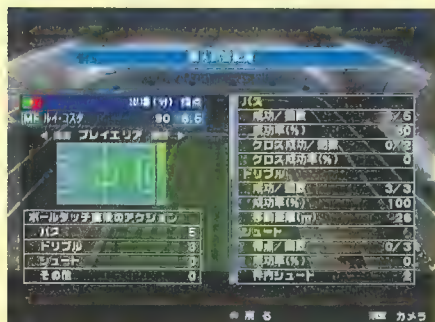 出場(分) 採点
MF ルイ・コスタ 90 6.5
プレイエリア
ボールタッチ直後のアクション
パス 5
ドリブル 3
シュート 0
その他 0
パス
成功/回数 3/5
成功率(%) 60
クロス成功/回数 0/2
クロス成功率(%) 0
ドリブル
成功/回数 3/3
成功率(%) 100
移動距離(m) 26
シュート
得点/回数 0/3
成功率(%) 0
枠内シュート 2
戻る
カメラ